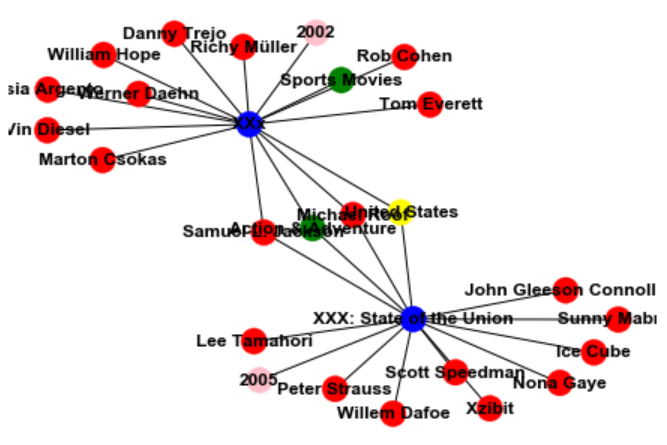 2002
Danny Trejo
Richy Müller
William Hope
Rob Cohen
Sports Movies
sia Argento
Werner Daehn
Tom Everett
xXx
Vin Diesel
Marton Csokas
Michael Roof
United States
Samuel L. Jackson
Action & Adventure
John Gleeson Connoll
XXX: State of the Union
Sunny Mabr
Lee Tamahori
Ice Cube
Scott Speedman
2005
Nona Gaye
Peter Strauss
Xzibit
Willem Dafoe